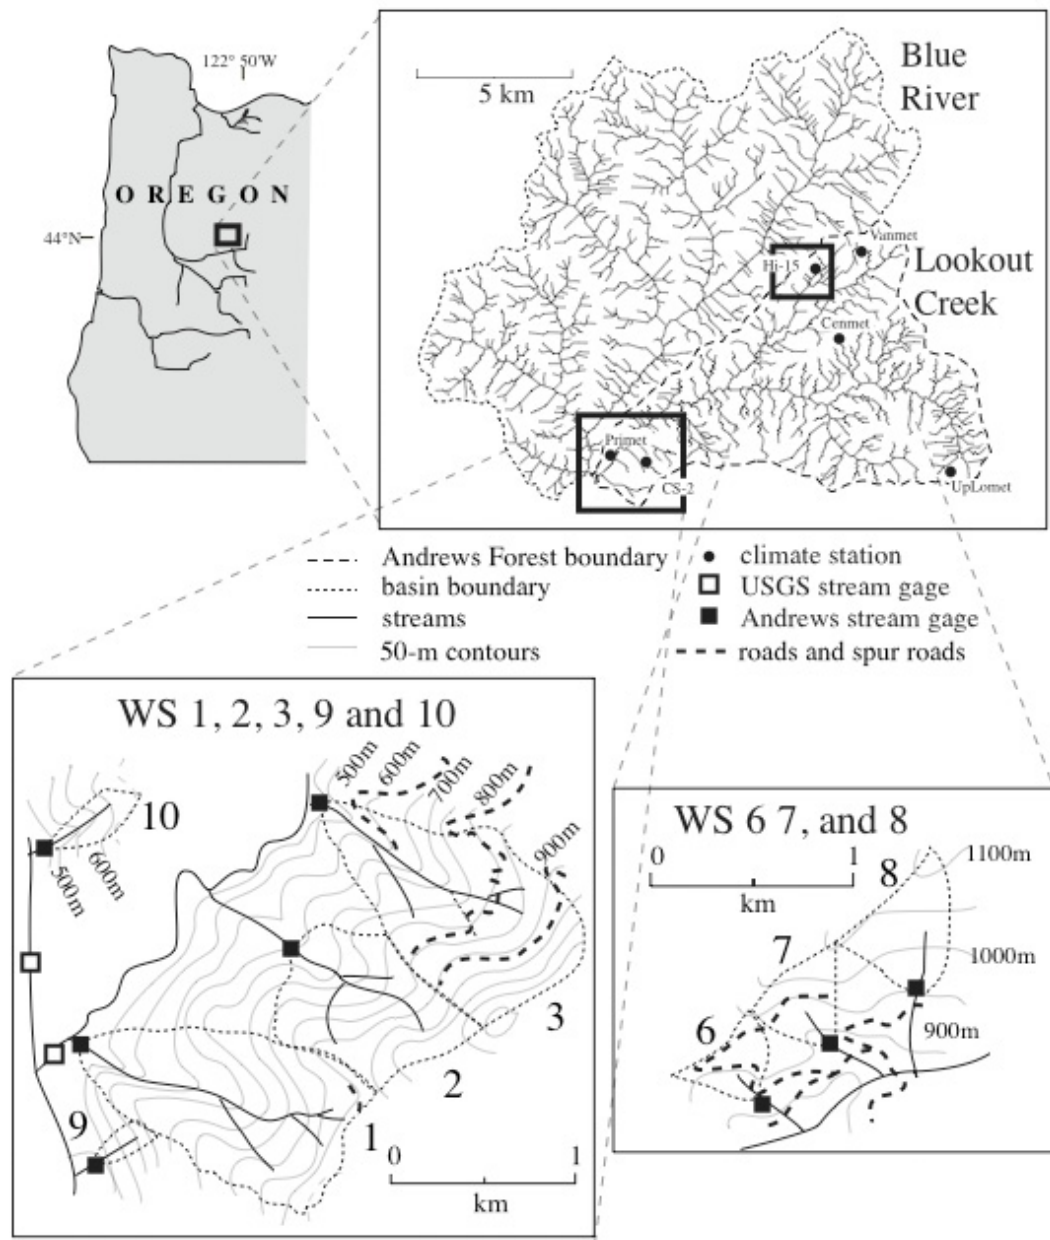 122° 50'W
OREGON
44°N
5 km
Blue
River
Vanmet
Hi-15
Lookout
Creek
Cenmet
Primet
CS-2
UpLomet
Andrews Forest boundary
basin boundary
streams
50-m contours
climate station
USGS stream gage
Andrews stream gage
roads and spur roads
WS 1, 2, 3, 9 and 10
500m
600m
700m
800m
900m
10
500m
600m
3
2
1
9
0 1
km
WS 6 7, and 8
0 1
km
8
1100m
7
1000m
6
900m